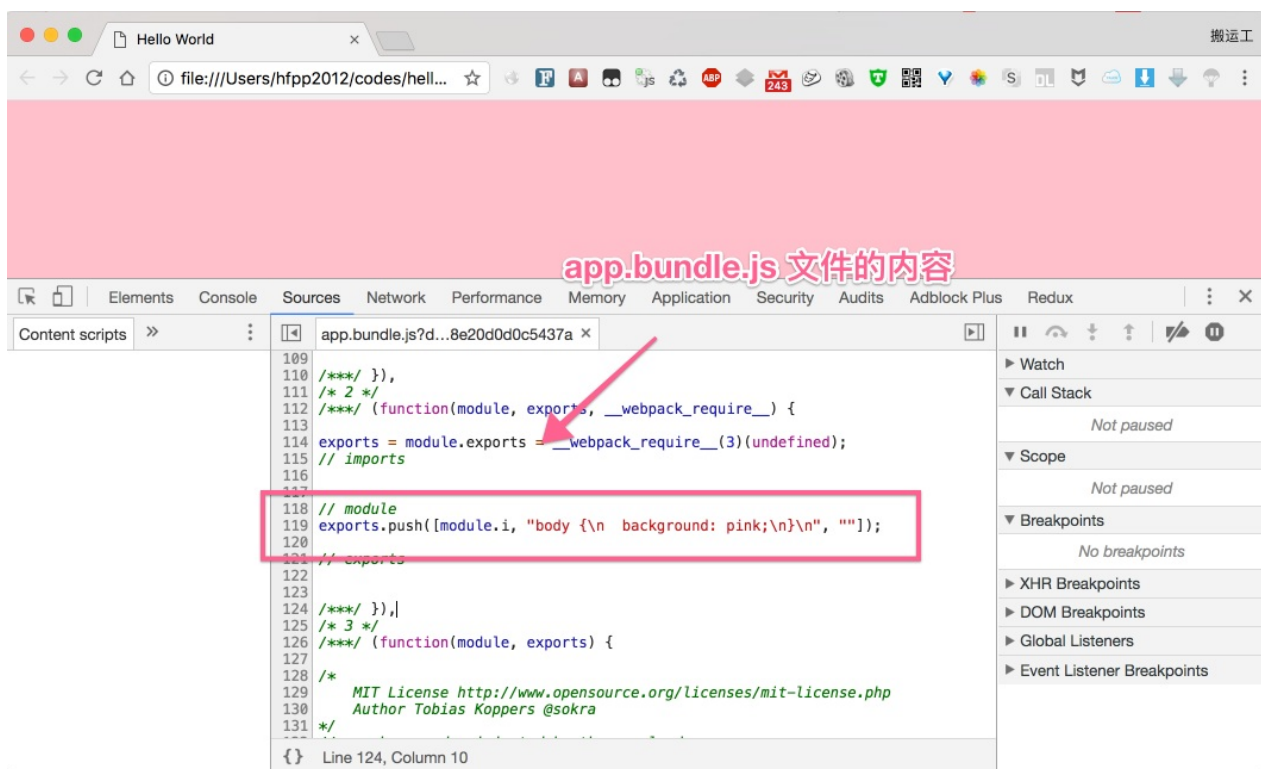 Hello World ×
搬运工
file:///Users/hfpp2012/codes/hell...
F
A
js
ABP
243
S
app.bundle.js 文件的内容
Elements Console Sources Network Performance Memory Application Security Audits Adblock Plus Redux
Content scripts »
app.bundle.js?d...8e20d0d0c5437a ×
109
110 /***/ }),
111 /* 2 */
112 /***/ (function(module, exports, __webpack_require__) {
113
114 exports = module.exports = __webpack_require__(3)(undefined);
115 // imports
116
117
118 // module
119 exports.push([module.i, "body {\n  background: pink;\n}\n", ""]);
120
121 // exports
122
123
124 /***/ }),
125 /* 3 */
126 /***/ (function(module, exports) {
127
128 /*
129 MIT License http://www.opensource.org/licenses/mit-license.php
130 Author Tobias Koppers @sokra
131 */
{} Line 124, Column 10
Watch
Call Stack
Not paused
Scope
Not paused
Breakpoints
No breakpoints
XHR Breakpoints
DOM Breakpoints
Global Listeners
Event Listener Breakpoints